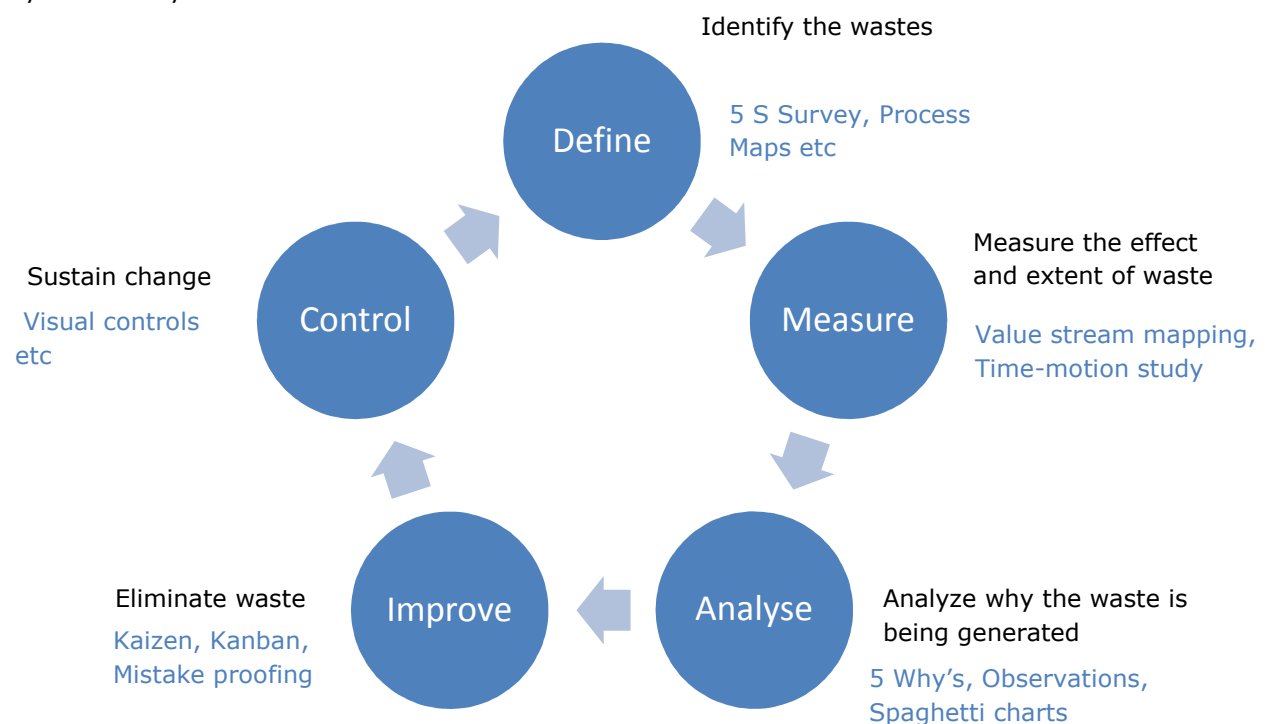 Identify the wastes
Define
5 S Survey, Process
Maps etc
Measure the effect
and extent of waste
Measure
Value stream mapping,
Time-motion study
Analyse
Analyze why the waste is
being generated
5 Why’s, Observations,
Spaghetti charts
Improve
Eliminate waste
Kaizen, Kanban,
Mistake proofing
Control
Sustain change
Visual controls
etc